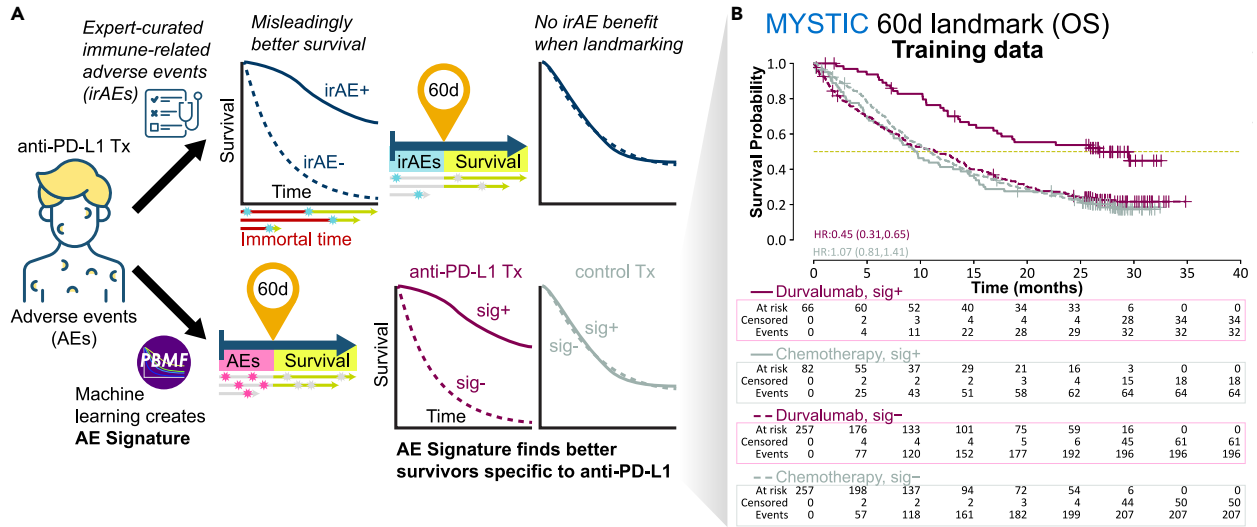 A
Expert-curated
immune-related
adverse events
(irAEs)
anti-PD-L1 Tx
Adverse events
(AEs)
Misleadingly
better survival
Survival
irAE+
irAE-
Time
Immortal time
60d
irAEs
Survival
No irAE benefit
when landmarking
PBMF
Machine
learning creates
AE Signature
60d
AEs
Survival
anti-PD-L1 Tx
Survival
sig+
sig-
Time
control Tx
sig+
sig-
AE Signature finds better
survivors specific to anti-PD-L1
B
MYSTIC 60d landmark (OS)
Training data
Survival Probability
1.0
0.8
0.6
0.4
0.2
0.0
HR:0.45 (0.31,0.65)
HR:1.07 (0.81,1.41)
0 5 10 15 20 25 30 35 40
Time (months)
Durvalumab, sig+
At risk 66 60 52 40 34 33 6 0 0
Censored 0 2 3 4 4 4 28 34 34
Events 0 4 11 22 28 29 32 32 32
Chemotherapy, sig+
At risk 82 55 37 29 21 16 3 0 0
Censored 0 2 2 2 3 4 15 18 18
Events 0 25 43 51 58 62 64 64 64
Durvalumab, sig−
At risk 257 176 133 101 75 59 16 0 0
Censored 0 4 4 4 5 6 45 61 61
Events 0 77 120 152 177 192 196 196 196
Chemotherapy, sig−
At risk 257 198 137 94 72 54 6 0 0
Censored 0 2 2 2 3 4 44 50 50
Events 0 57 118 161 182 199 207 207 207